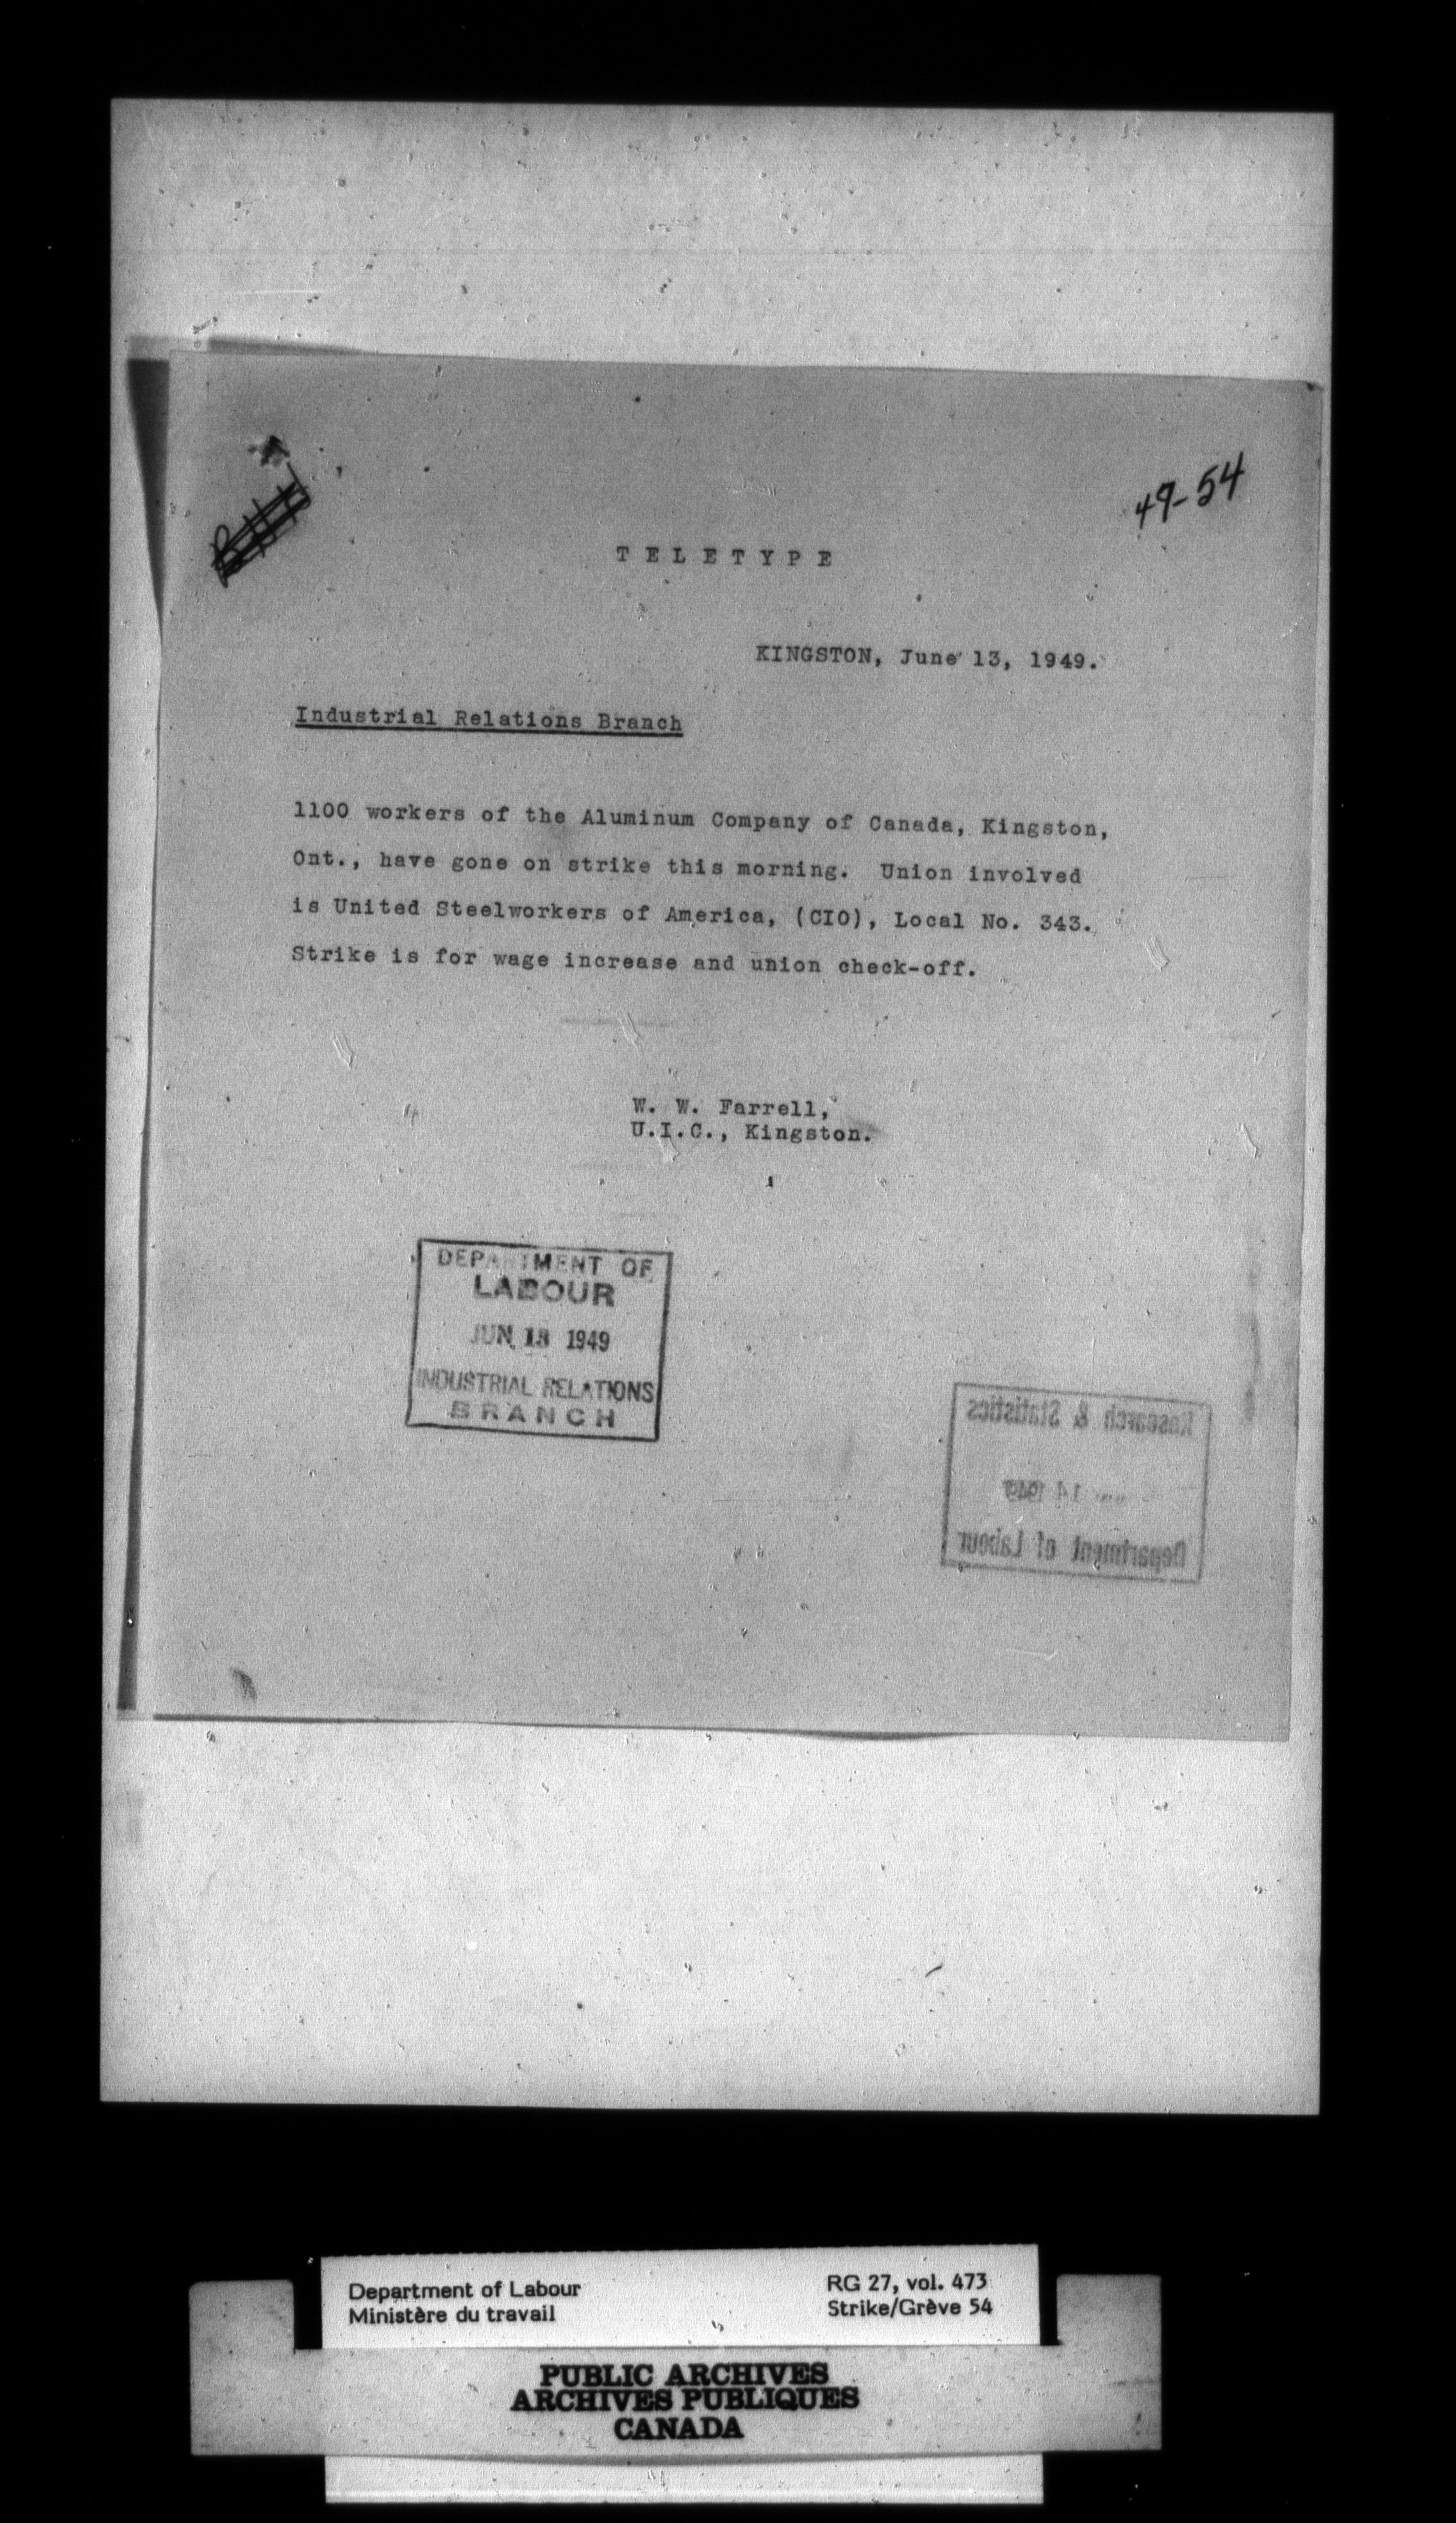 49-54
TELETYPE
KINGSTON, June 13, 1949.
Industrial Relations Branch
1100 workers of the Aluminum Company of Canada, Kingston,
Ont., have gone on strike this morning. Union involved
is United Steelworkers of America, (CIO), Local No. 343.
Strike is for wage increase and union check-off.
W. W. Farrell,
U.I.C., Kingston.
DEPARTMENT OF
LABOUR
JUN 13 1949
INDUSTRIAL RELATIONS
BRANCH
Research & Statistics
14 1949
Department of Labour
Department of Labour
Ministère du travail
RG 27, vol. 473
Strike/Grève 54
PUBLIC ARCHIVES
ARCHIVES PUBLIQUES
CANADA